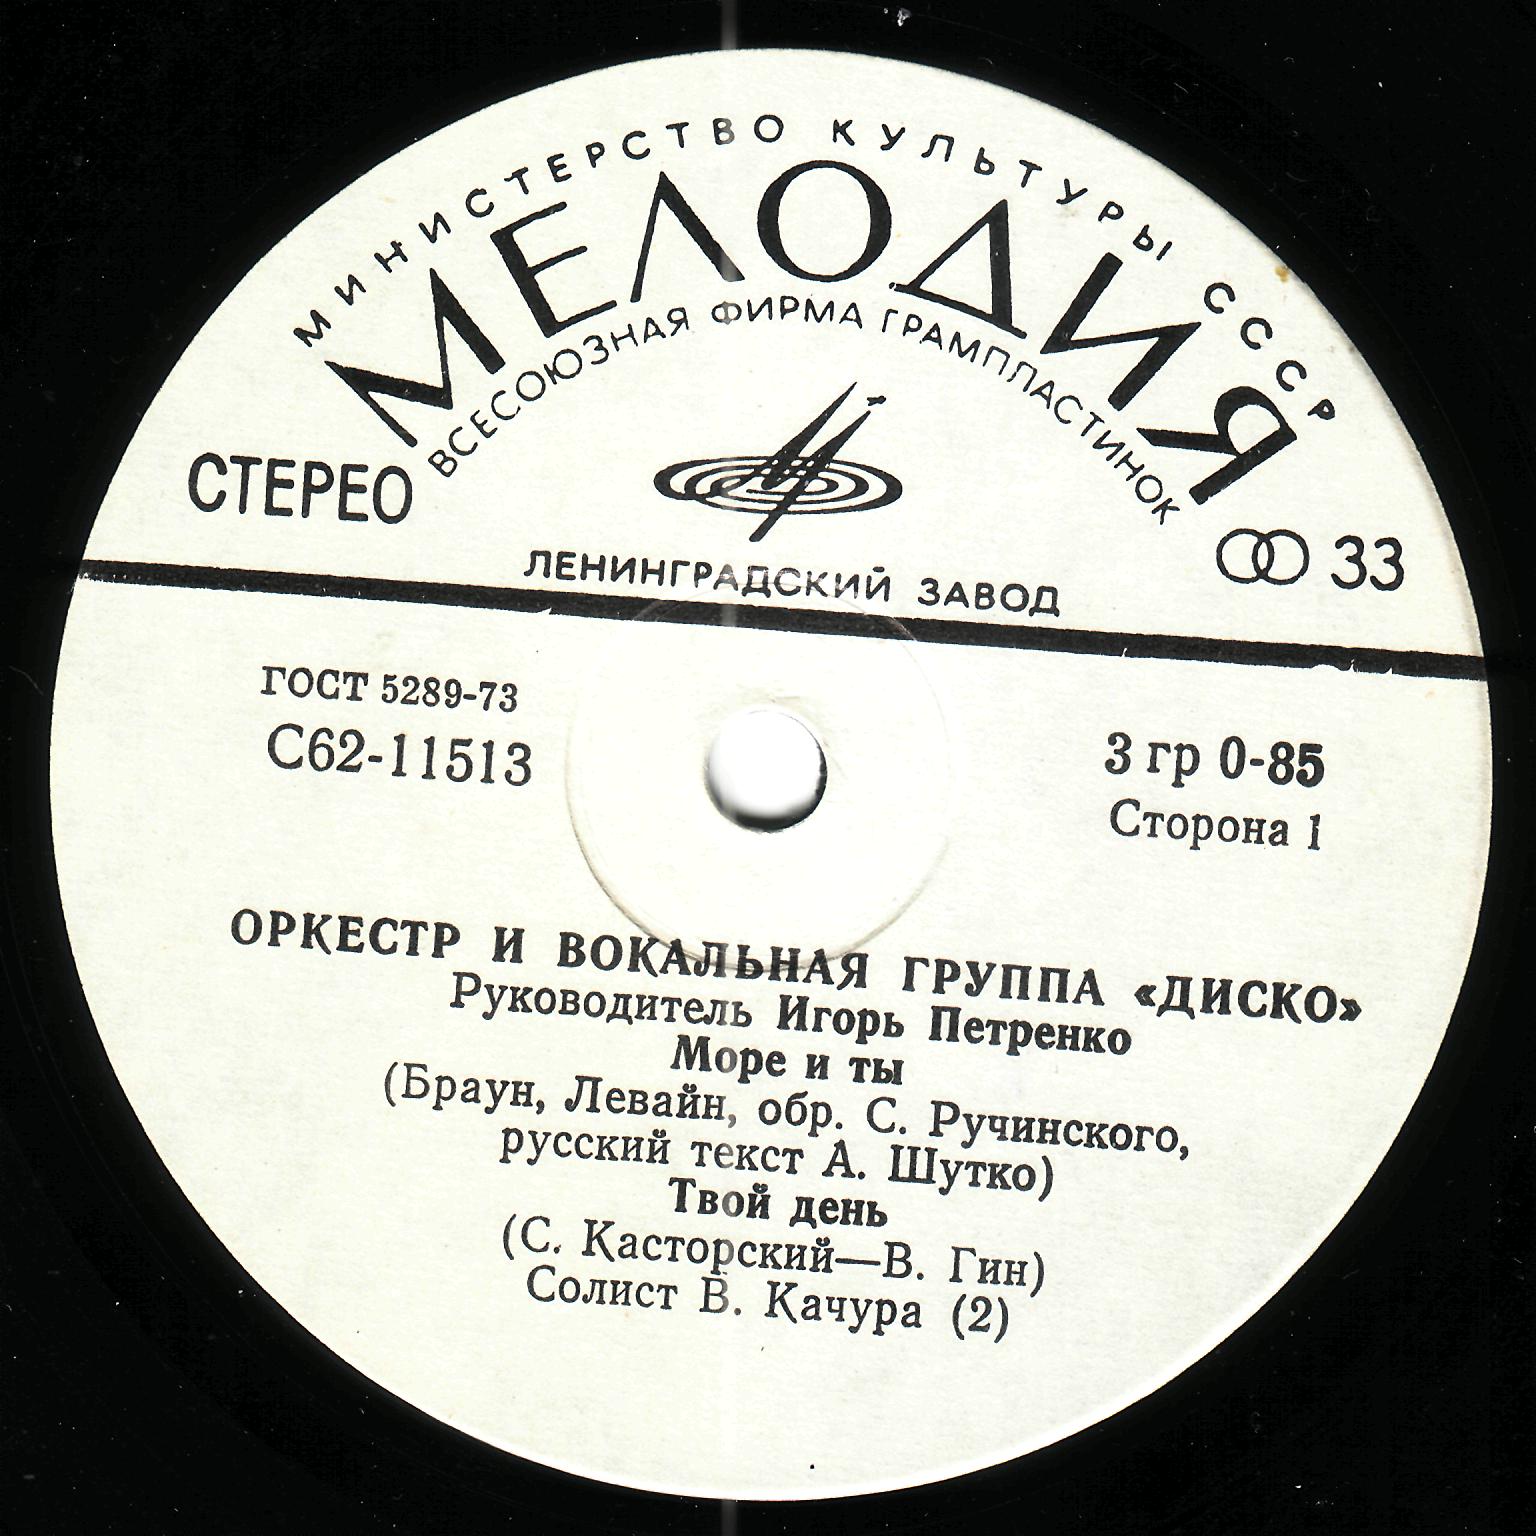 МИНИСТЕРСТВО КУЛЬТУРЫ СССР
МЕЛОДИЯ
ВСЕСОЮЗНАЯ ФИРМА ГРАМПЛАСТИНОК
СТЕРЕО
33
ЛЕНИНГРАДСКИЙ ЗАВОД
ГОСТ 5289-73
С62-11513
3 гр 0-85
Сторона 1
ОРКЕСТР И ВОКАЛЬНАЯ ГРУППА «ДИСКО»
Руководитель Игорь Петренко
Море и ты
(Браун, Левайн, обр. С. Ручинского,
русский текст А. Шутко)
Твой день
(С. Касторский—В. Гин)
Солист В. Качура (2)